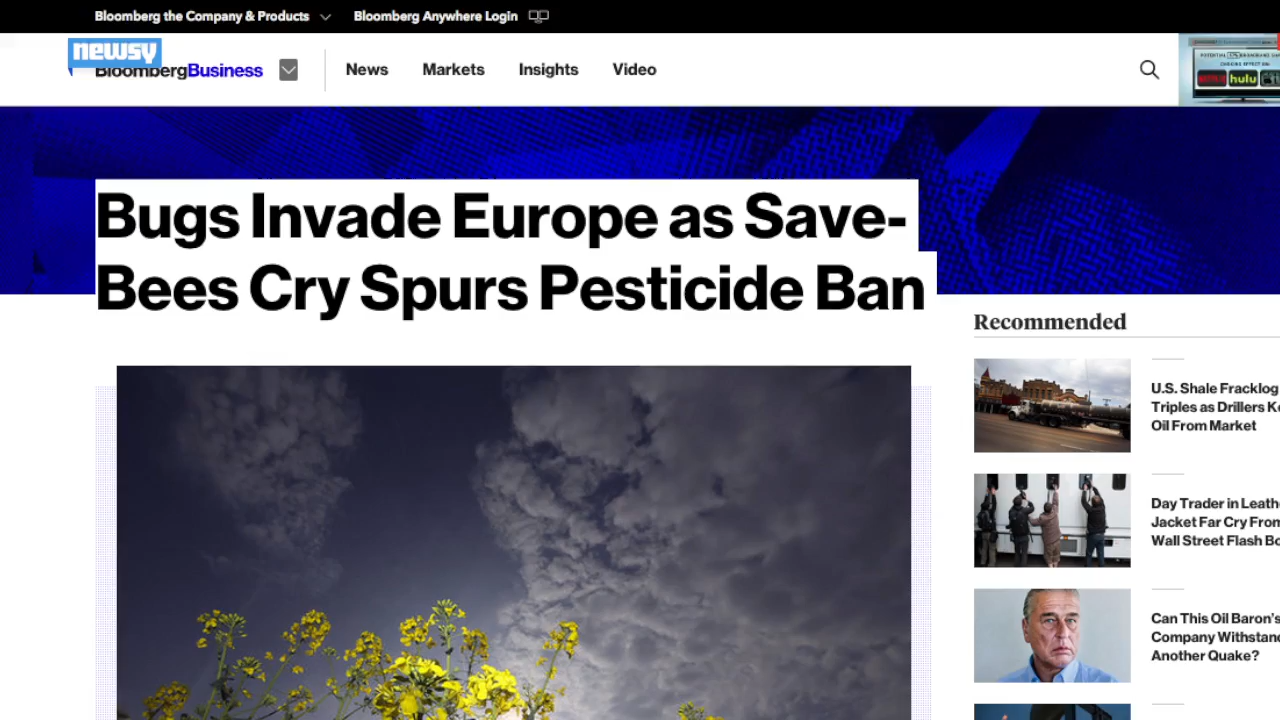 Bloomberg the Company & Products
Bloomberg Anywhere Login
newsy
BloombergBusiness
News
Markets
Insights
Video
hulu
Bugs Invade Europe as Save-
Bees Cry Spurs Pesticide Ban
Recommended
U.S. Shale Fracklog
Triples as Drillers K
Oil From Market
Day Trader in Leath
Jacket Far Cry From
Wall Street Flash Bo
Can This Oil Baron's
Company Withstand
Another Quake?